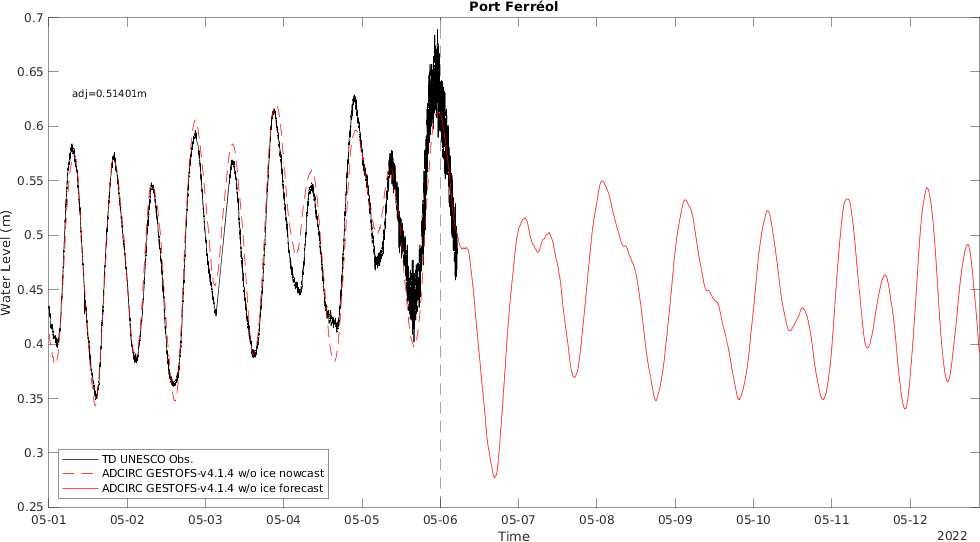 Port Ferréol
0.7
0.65
adj=0.51401m
0.6
0.55
0.5
Water Level (m)
0.45
0.4
0.35
0.3
0.25
TD UNESCO Obs.
ADCIRC GESTOFS-v4.1.4 w/o ice nowcast
ADCIRC GESTOFS-v4.1.4 w/o ice forecast
05-01 05-02 05-03 05-04 05-05 05-06 05-07 05-08 05-09 05-10 05-11 05-12
Time
2022